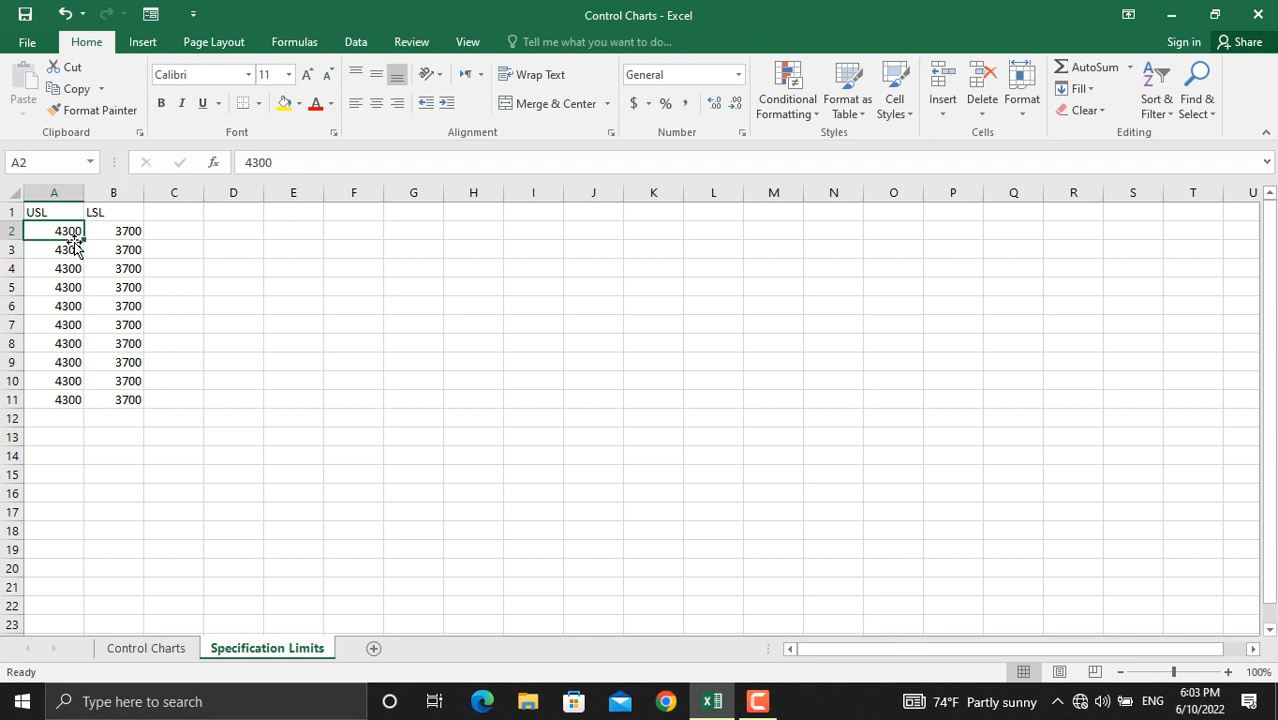 Control Charts - Excel
File Home Insert Page Layout Formulas Data Review View Tell me what you want to do... Sign in Share
Paste Cut Copy Format Painter Clipboard
Calibri 11 B I U A Font
Wrap Text Merge & Center Alignment
General $ % , Number
Conditional Formatting Format as Table Cell Styles Styles
Insert Delete Format Cells
AutoSum Fill Clear Sort & Filter Find & Select Editing
A2 fx 4300
A B C D E F G H I J K L M N O P Q R S T U
1 USL LSL
2 4300 3700
3 4300 3700
4 4300 3700
5 4300 3700
6 4300 3700
7 4300 3700
8 4300 3700
9 4300 3700
10 4300 3700
11 4300 3700
12
13
14
15
16
17
18
19
20
21
22
23
Control Charts Specification Limits
Ready 100%
Type here to search 74°F Partly sunny ENG 6:03 PM
6/10/2022